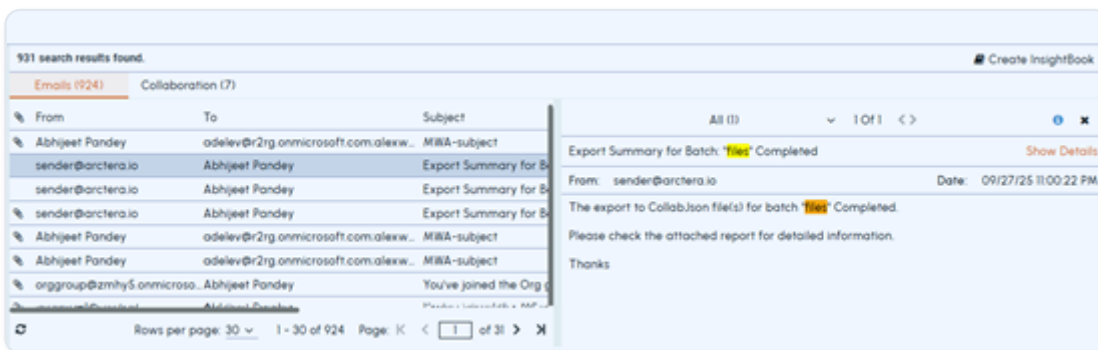 931 search results found.
Create InsightBook
Emails (924) Collaboration (7)
From To Subject
Abhijeet Pandey adelev@r2rg.onmicrosoft.com:alexw... MWA-subject
sender@arctera.io Abhijeet Pandey Export Summary for B
sender@arctera.io Abhijeet Pandey Export Summary for B
sender@arctera.io Abhijeet Pandey Export Summary for B
Abhijeet Pandey adelev@r2rg.onmicrosoft.com:alexw... MWA-subject
Abhijeet Pandey adelev@r2rg.onmicrosoft.com:alexw... MWA-subject
orggroup@zmhy5.onmicroso... Abhijeet Pandey You've joined the Org g
Rows per page: 30 1 - 30 of 924 Page: 1 of 31
All (1) 1 Of 1
Export Summary for Batch: "files" Completed Show Details
From: sender@arctera.io Date: 09/27/25 11:00:22 PM
The export to CollabJson file(s) for batch "files" Completed.
Please check the attached report for detailed information.
Thanks